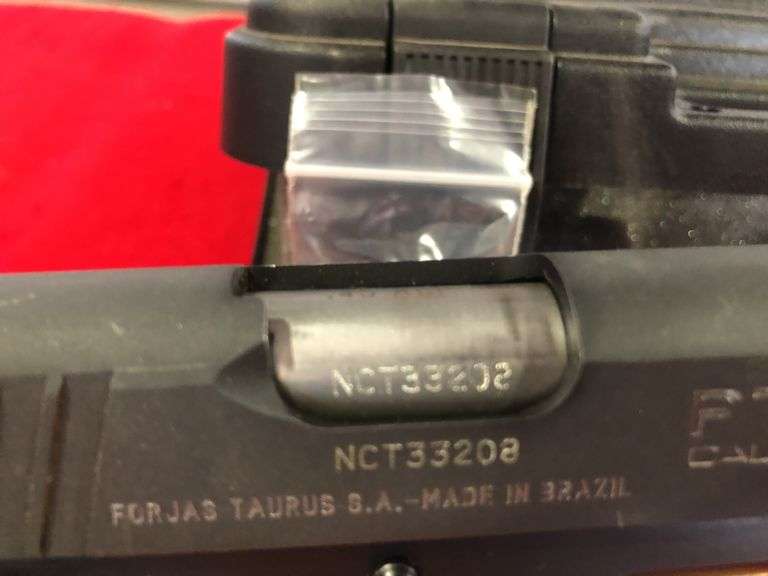 NCT33208
NCT33208
FORJAS TAURUS S.A.-MADE IN BRAZIL